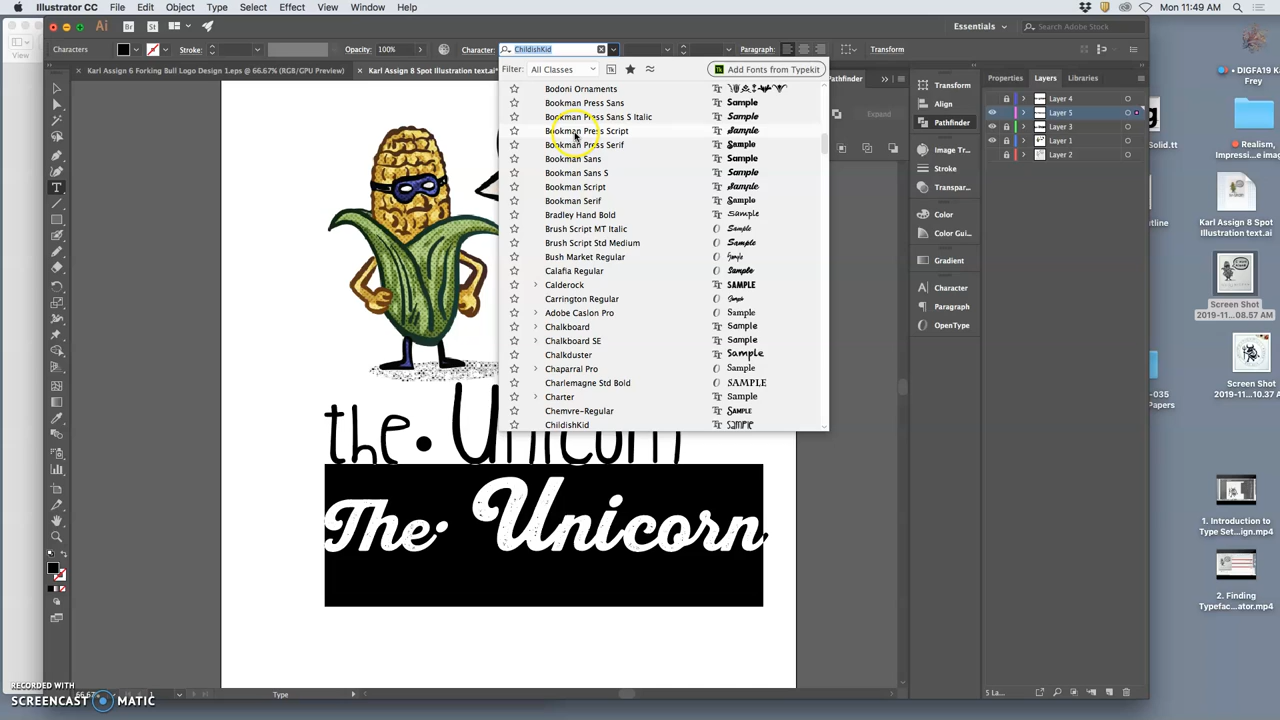 Illustrator CC File Edit Object Type Select Effect View Window Help Mon 11:49 AM
Ai Br St Essentials Search Adobe Stock
View
Characters Stroke: Opacity: 100% Character: ChildishKid Paragraph: Transform
Karl Assign 6 Forking Bull Logo Design 1.eps @ 66.67% (RGB/GPU Preview)
Karl Assign 8 Spot Illustration text.ai*
Filter: All Classes Add Fonts from Typekit
Bodoni Ornaments
Bookman Press Sans Sample
Bookman Press Sans S Italic Sample
Bookman Press Script Sample
Bookman Press Serif Sample
Bookman Sans Sample
Bookman Sans S Sample
Bookman Script Sample
Bookman Serif Sample
Bradley Hand Bold Sample
Brush Script MT Italic Sample
Brush Script Std Medium Sample
Bush Market Regular Sample
Calafia Regular Sample
Calderock SAMPLE
Carrington Regular Sample
Adobe Caslon Pro Sample
Chalkboard Sample
Chalkboard SE Sample
Chalkduster Sample
Chaparral Pro Sample
Charlemagne Std Bold SAMPLE
Charter Sample
Chemvre-Regular Sample
ChildishKid Sample
the• Unicorn
The• Unicorn
Pathfinder
Expand
Transform
Align
Pathfinder
Image Tr...
Stroke
Transpar...
Color
Color Gui...
Gradient
Character
Paragraph
OpenType
Properties Layers Libraries
Layer 4
Layer 5
Layer 3
Layer 1
Layer 2
5 La...
DIGFA19 Kar
Frey
Solid.tt
Realism,
Impressi...e imag
Karl Assign 8 Spot
Illustration text.ai
Screen Shot
2019-11...08.57 AM
Screen Shot
2019-11...10.37 A
-035
Papers
1. Introduction to
Type Set...ign.mp4
2. Finding
Typefac...ator.mp4
66.67% 1 Type
RECORDED WITH
SCREENCAST MATIC